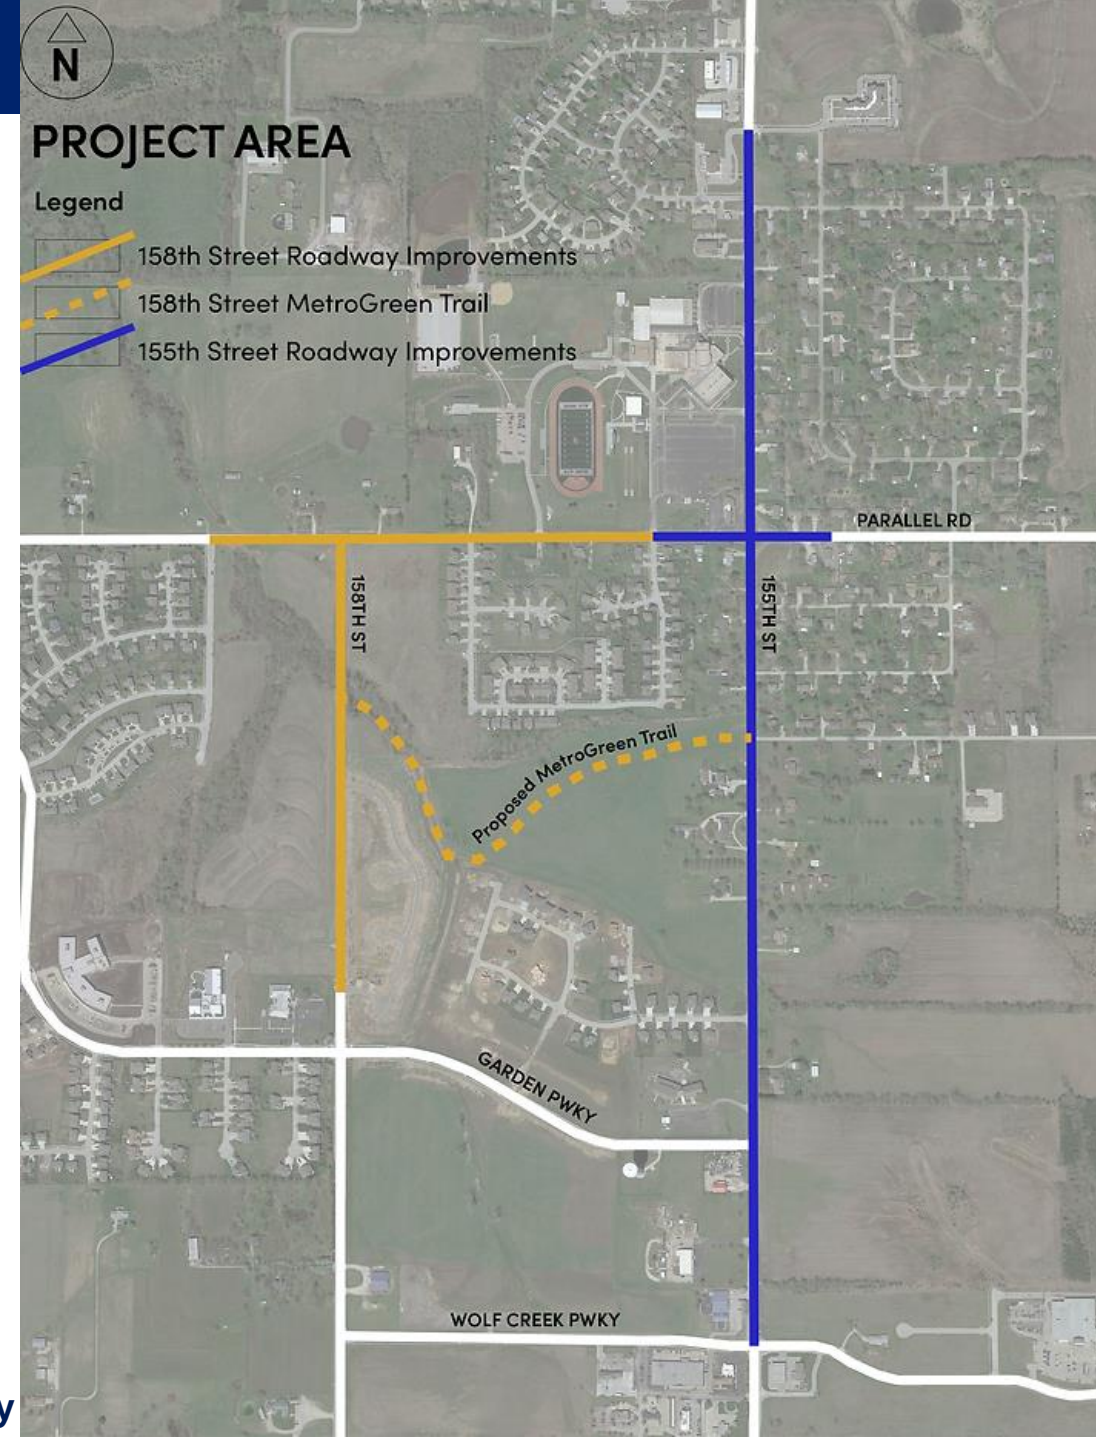 N
PROJECT AREA
Legend
158th Street Roadway Improvements
158th Street MetroGreen Trail
155th Street Roadway Improvements
PARALLEL RD
158TH ST
155TH ST
Proposed MetroGreen Trail
GARDEN PWKY
WOLF CREEK PWKY
y